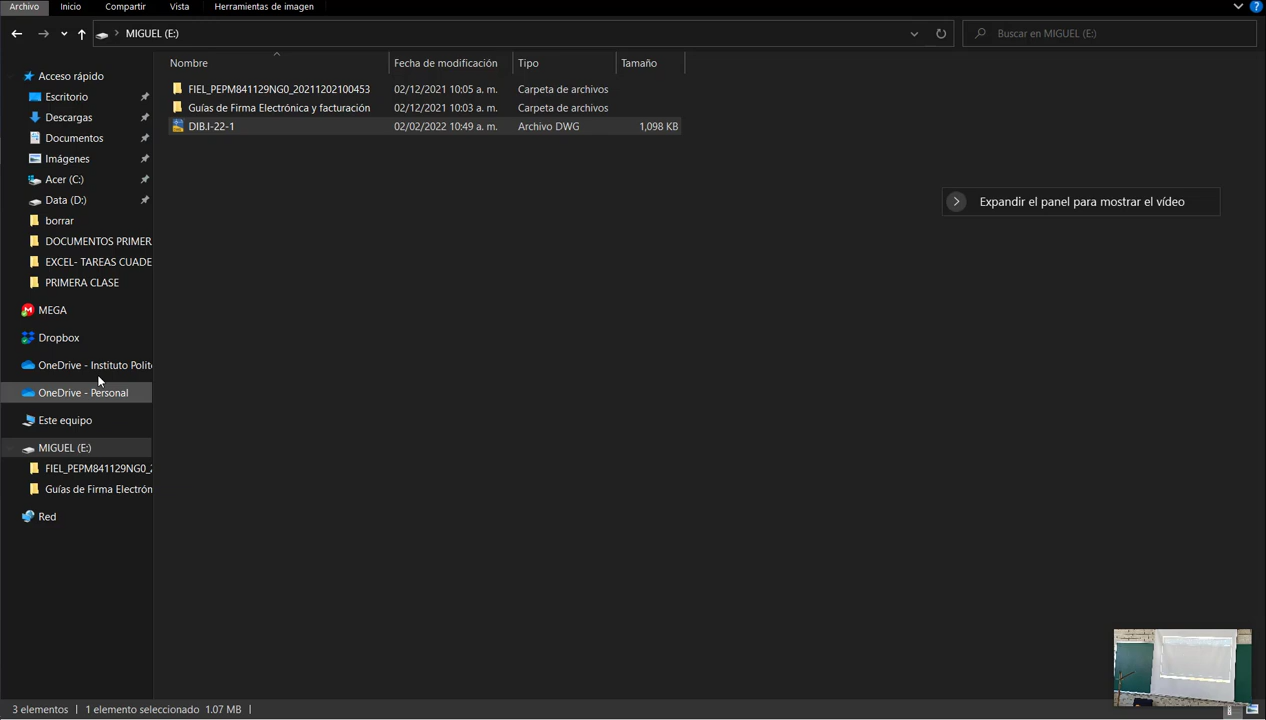 Archivo Inicio Compartir Vista Herramientas de imagen
MIGUEL (E:) Buscar en MIGUEL (E:)
Nombre Fecha de modificación Tipo Tamaño
Acceso rápido
FIEL_PEPM841129NG0_20211202100453 02/12/2021 10:05 a. m. Carpeta de archivos
Escritorio
Guías de Firma Electrónica y facturación 02/12/2021 10:03 a. m. Carpeta de archivos
Descargas
DIBJ-22-1 02/02/2022 10:49 a. m. Archivo DWG 1,098 KB
Documentos
Imágenes
Acer (C:)
Data (D:)
Expandir el panel para mostrar el vídeo
borrar
DOCUMENTOS PRIMER
EXCEL- TAREAS CUADE
PRIMERA CLASE
MEGA
Dropbox
OneDrive - Instituto Polit
OneDrive - Personal
Este equipo
MIGUEL (E:)
FIEL_PEPM841129NG0_2
Guías de Firma Electrón
Red
3 elementos 1 elemento seleccionado 1.07 MB